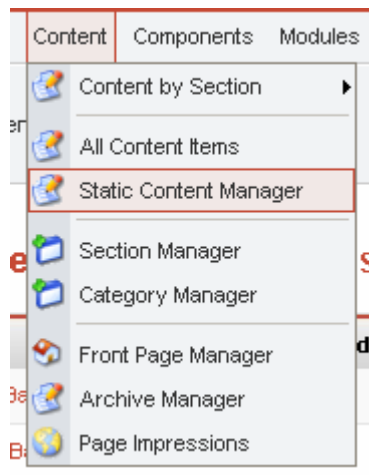 Content Components Modules
Content by Section
All Content Items
Static Content Manager
Section Manager
Category Manager
Front Page Manager
Archive Manager
Page Impressions